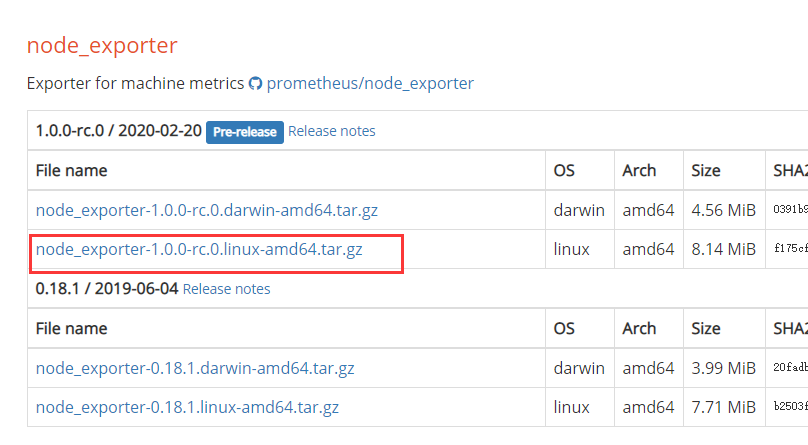 node_exporter
Exporter for machine metrics prometheus/node_exporter
1.0.0-rc.0 / 2020-02-20 Pre-release Release notes
File name OS Arch Size SHA2
node_exporter-1.0.0-rc.0.darwin-amd64.tar.gz darwin amd64 4.56 MiB 0391b9
node_exporter-1.0.0-rc.0.linux-amd64.tar.gz linux amd64 8.14 MiB f175cf
0.18.1 / 2019-06-04 Release notes
File name OS Arch Size SHA2
node_exporter-0.18.1.darwin-amd64.tar.gz darwin amd64 3.99 MiB 20fadb
node_exporter-0.18.1.linux-amd64.tar.gz linux amd64 7.71 MiB b2503f